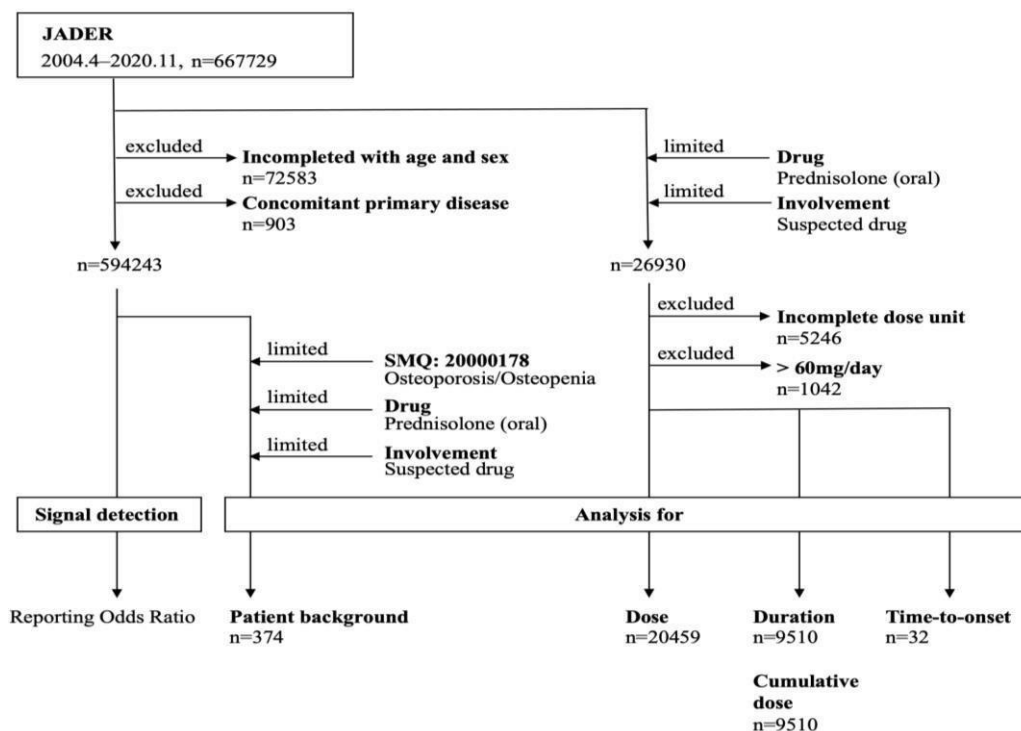 JADER
2004.4–2020.11, n=667729
excluded
Incompleted with age and sex
n=72583
excluded
Concomitant primary disease
n=903
n=594243
limited
Drug
Prednisolone (oral)
limited
Involvement
Suspected drug
n=26930
limited
SMQ: 20000178
Osteoporosis/Osteopenia
limited
Drug
Prednisolone (oral)
limited
Involvement
Suspected drug
excluded
Incomplete dose unit
n=5246
excluded
> 60mg/day
n=1042
Signal detection
Analysis for
Reporting Odds Ratio
Patient background
n=374
Dose
n=20459
Duration
n=9510
Cumulative
dose
n=9510
Time-to-onset
n=32